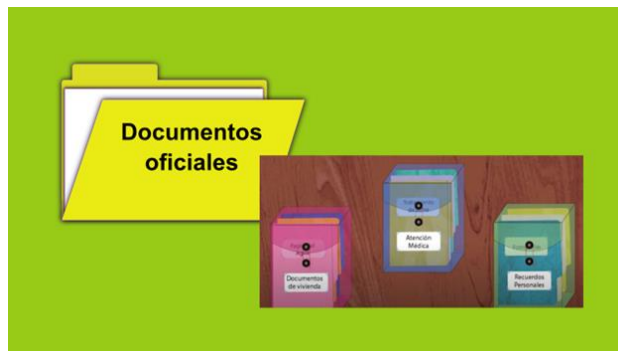 Documentos
oficiales
Atención
Médica
Documentos
de vivienda
Recuerdos
Personales